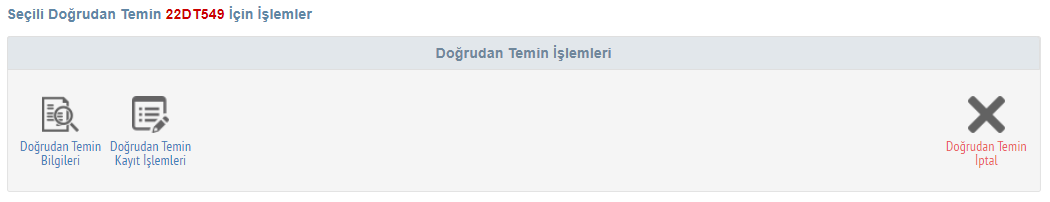 Seçili Doğrudan Temin 22DT549 İçin İşlemler
Doğrudan Temin İşlemleri
Doğrudan Temin
Bilgileri
Doğrudan Temin
Kayıt İşlemleri
Doğrudan Temin
İptal